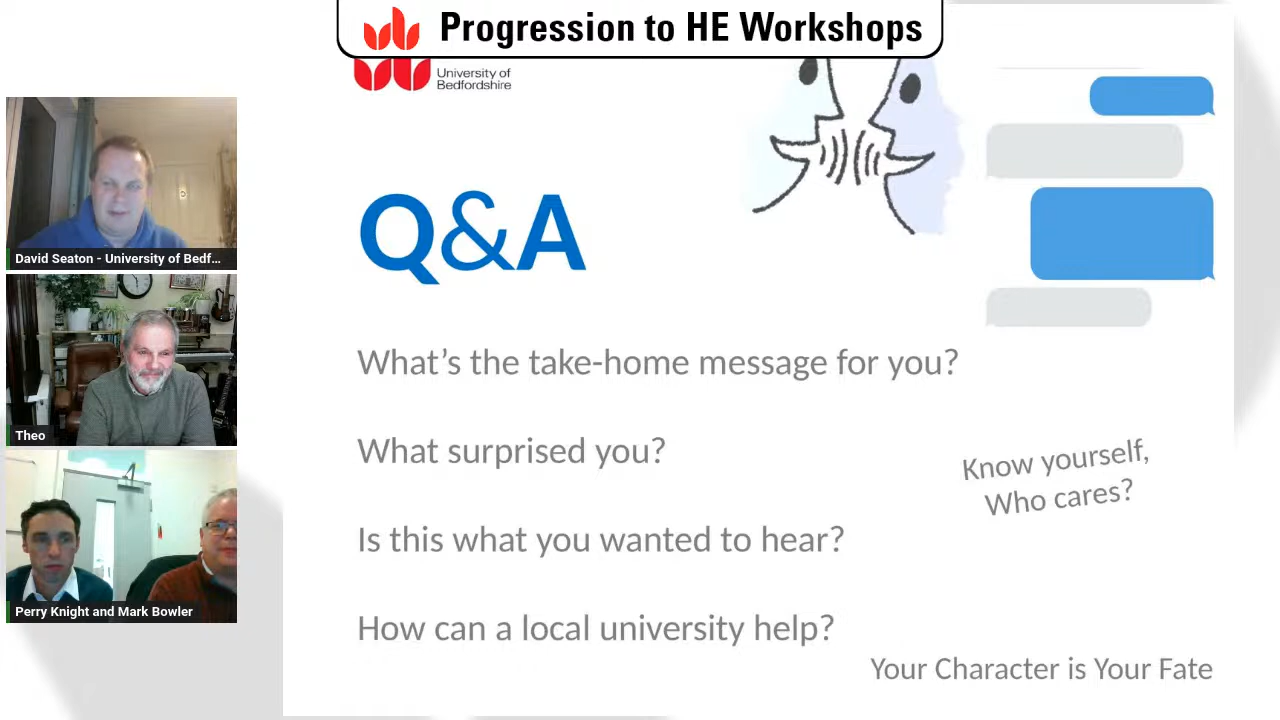 Progression to HE Workshops
University of
Bedfordshire
David Seaton - University of Bedf...
Theo
Perry Knight and Mark Bowler
Q&A
What's the take-home message for you?
What surprised you?
Is this what you wanted to hear?
How can a local university help?
Know yourself,
Who cares?
Your Character is Your Fate